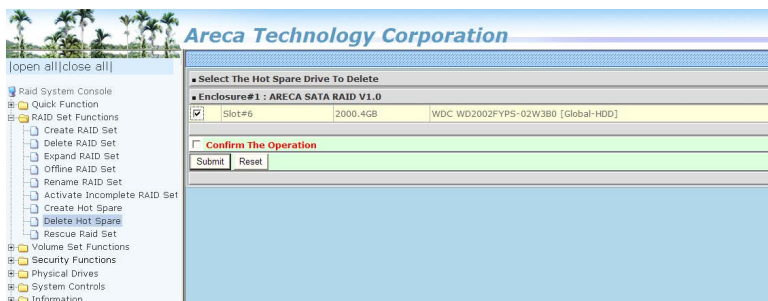 Areca Technology Corporation
|open all||close all|
Raid System Console
Quick Function
RAID Set Functions
Create RAID Set
Delete RAID Set
Expand RAID Set
Offline RAID Set
Rename RAID Set
Activate Incomplete RAID Set
Create Hot Spare
Delete Hot Spare
Rescue Raid Set
Volume Set Functions
Security Functions
Physical Drives
System Controls
Information
Select The Hot Spare Drive To Delete
Enclosure#1 : ARECA SATA RAID V1.0
Slot#6 2000.4GB WDC WD2002FYPS-02W3B0 [Global-HDD]
Confirm The Operation
Submit Reset